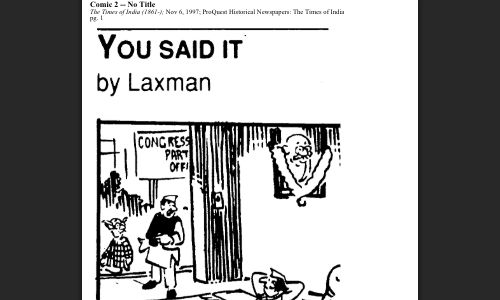 Comic 2 -- No Title
The Times of India (1861-); Nov 6, 1997; ProQuest Historical Newspapers: The Times of India
pg. 1
YOU SAID IT
by Laxman
CONGRESS
PART
OFFI